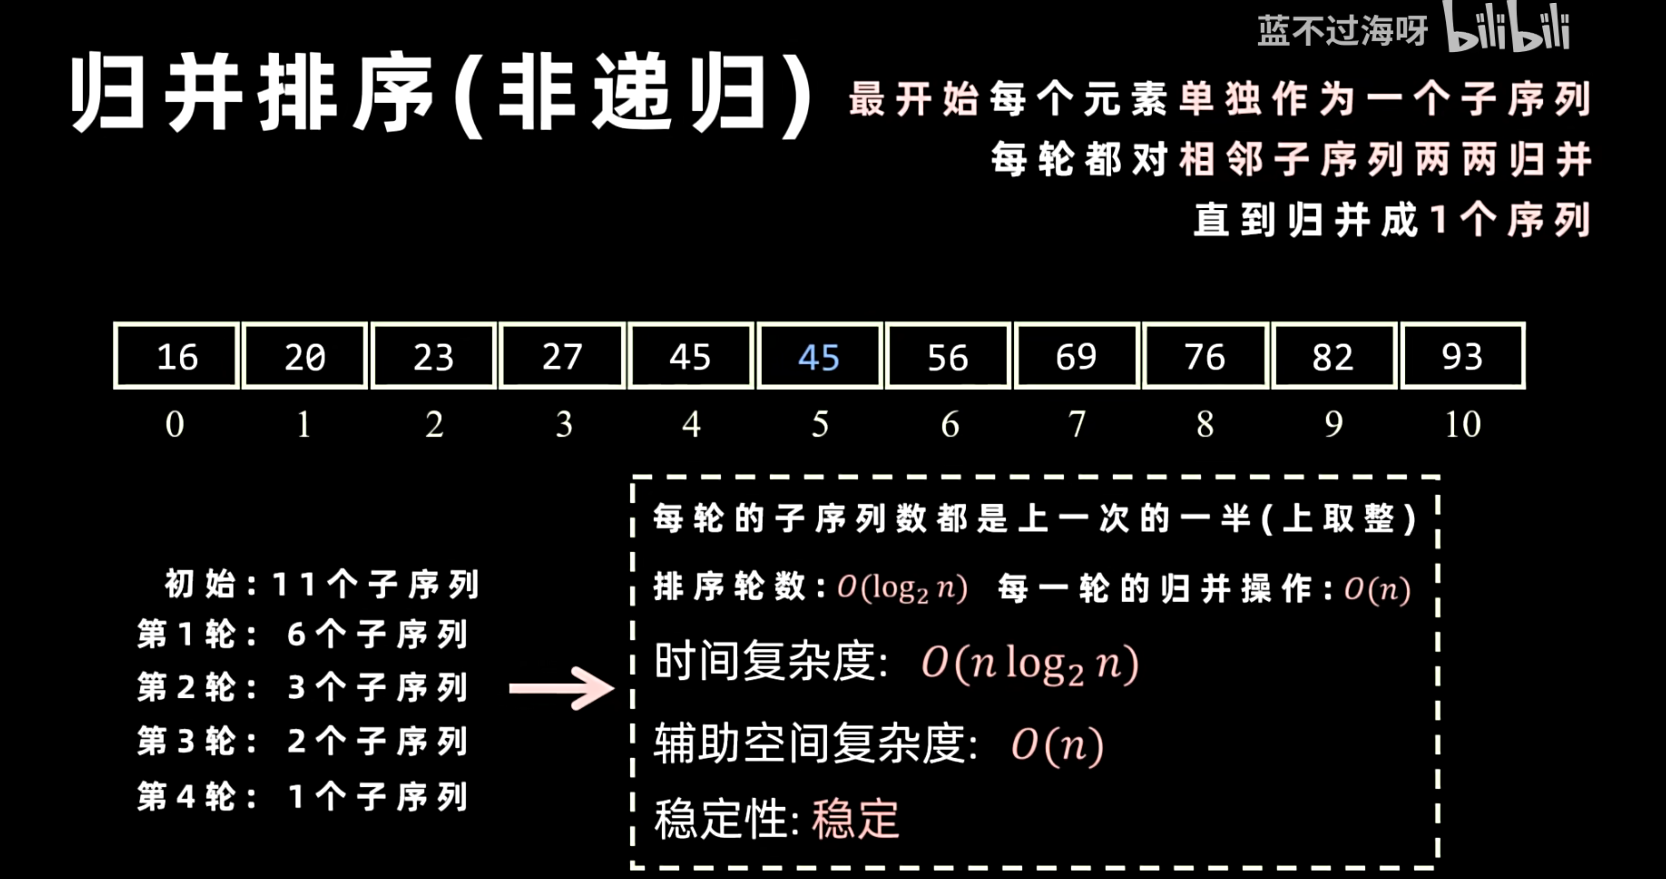 蓝不过海呀 bilibili
归并排序(非递归)
最开始每个元素单独作为一个子序列
每轮都对相邻子序列两两归并
直到归并成1个序列
16 20 23 27 45 45 56 69 76 82 93
0 1 2 3 4 5 6 7 8 9 10
初始:11个子序列
第1轮: 6个子序列
第2轮: 3个子序列
第3轮: 2个子序列
第4轮: 1个子序列
每轮的子序列数都是上一次的一半(上取整)
排序轮数:O(log₂ n) 每一轮的归并操作:O(n)
时间复杂度: O(n log₂ n)
辅助空间复杂度: O(n)
稳定性: 稳定